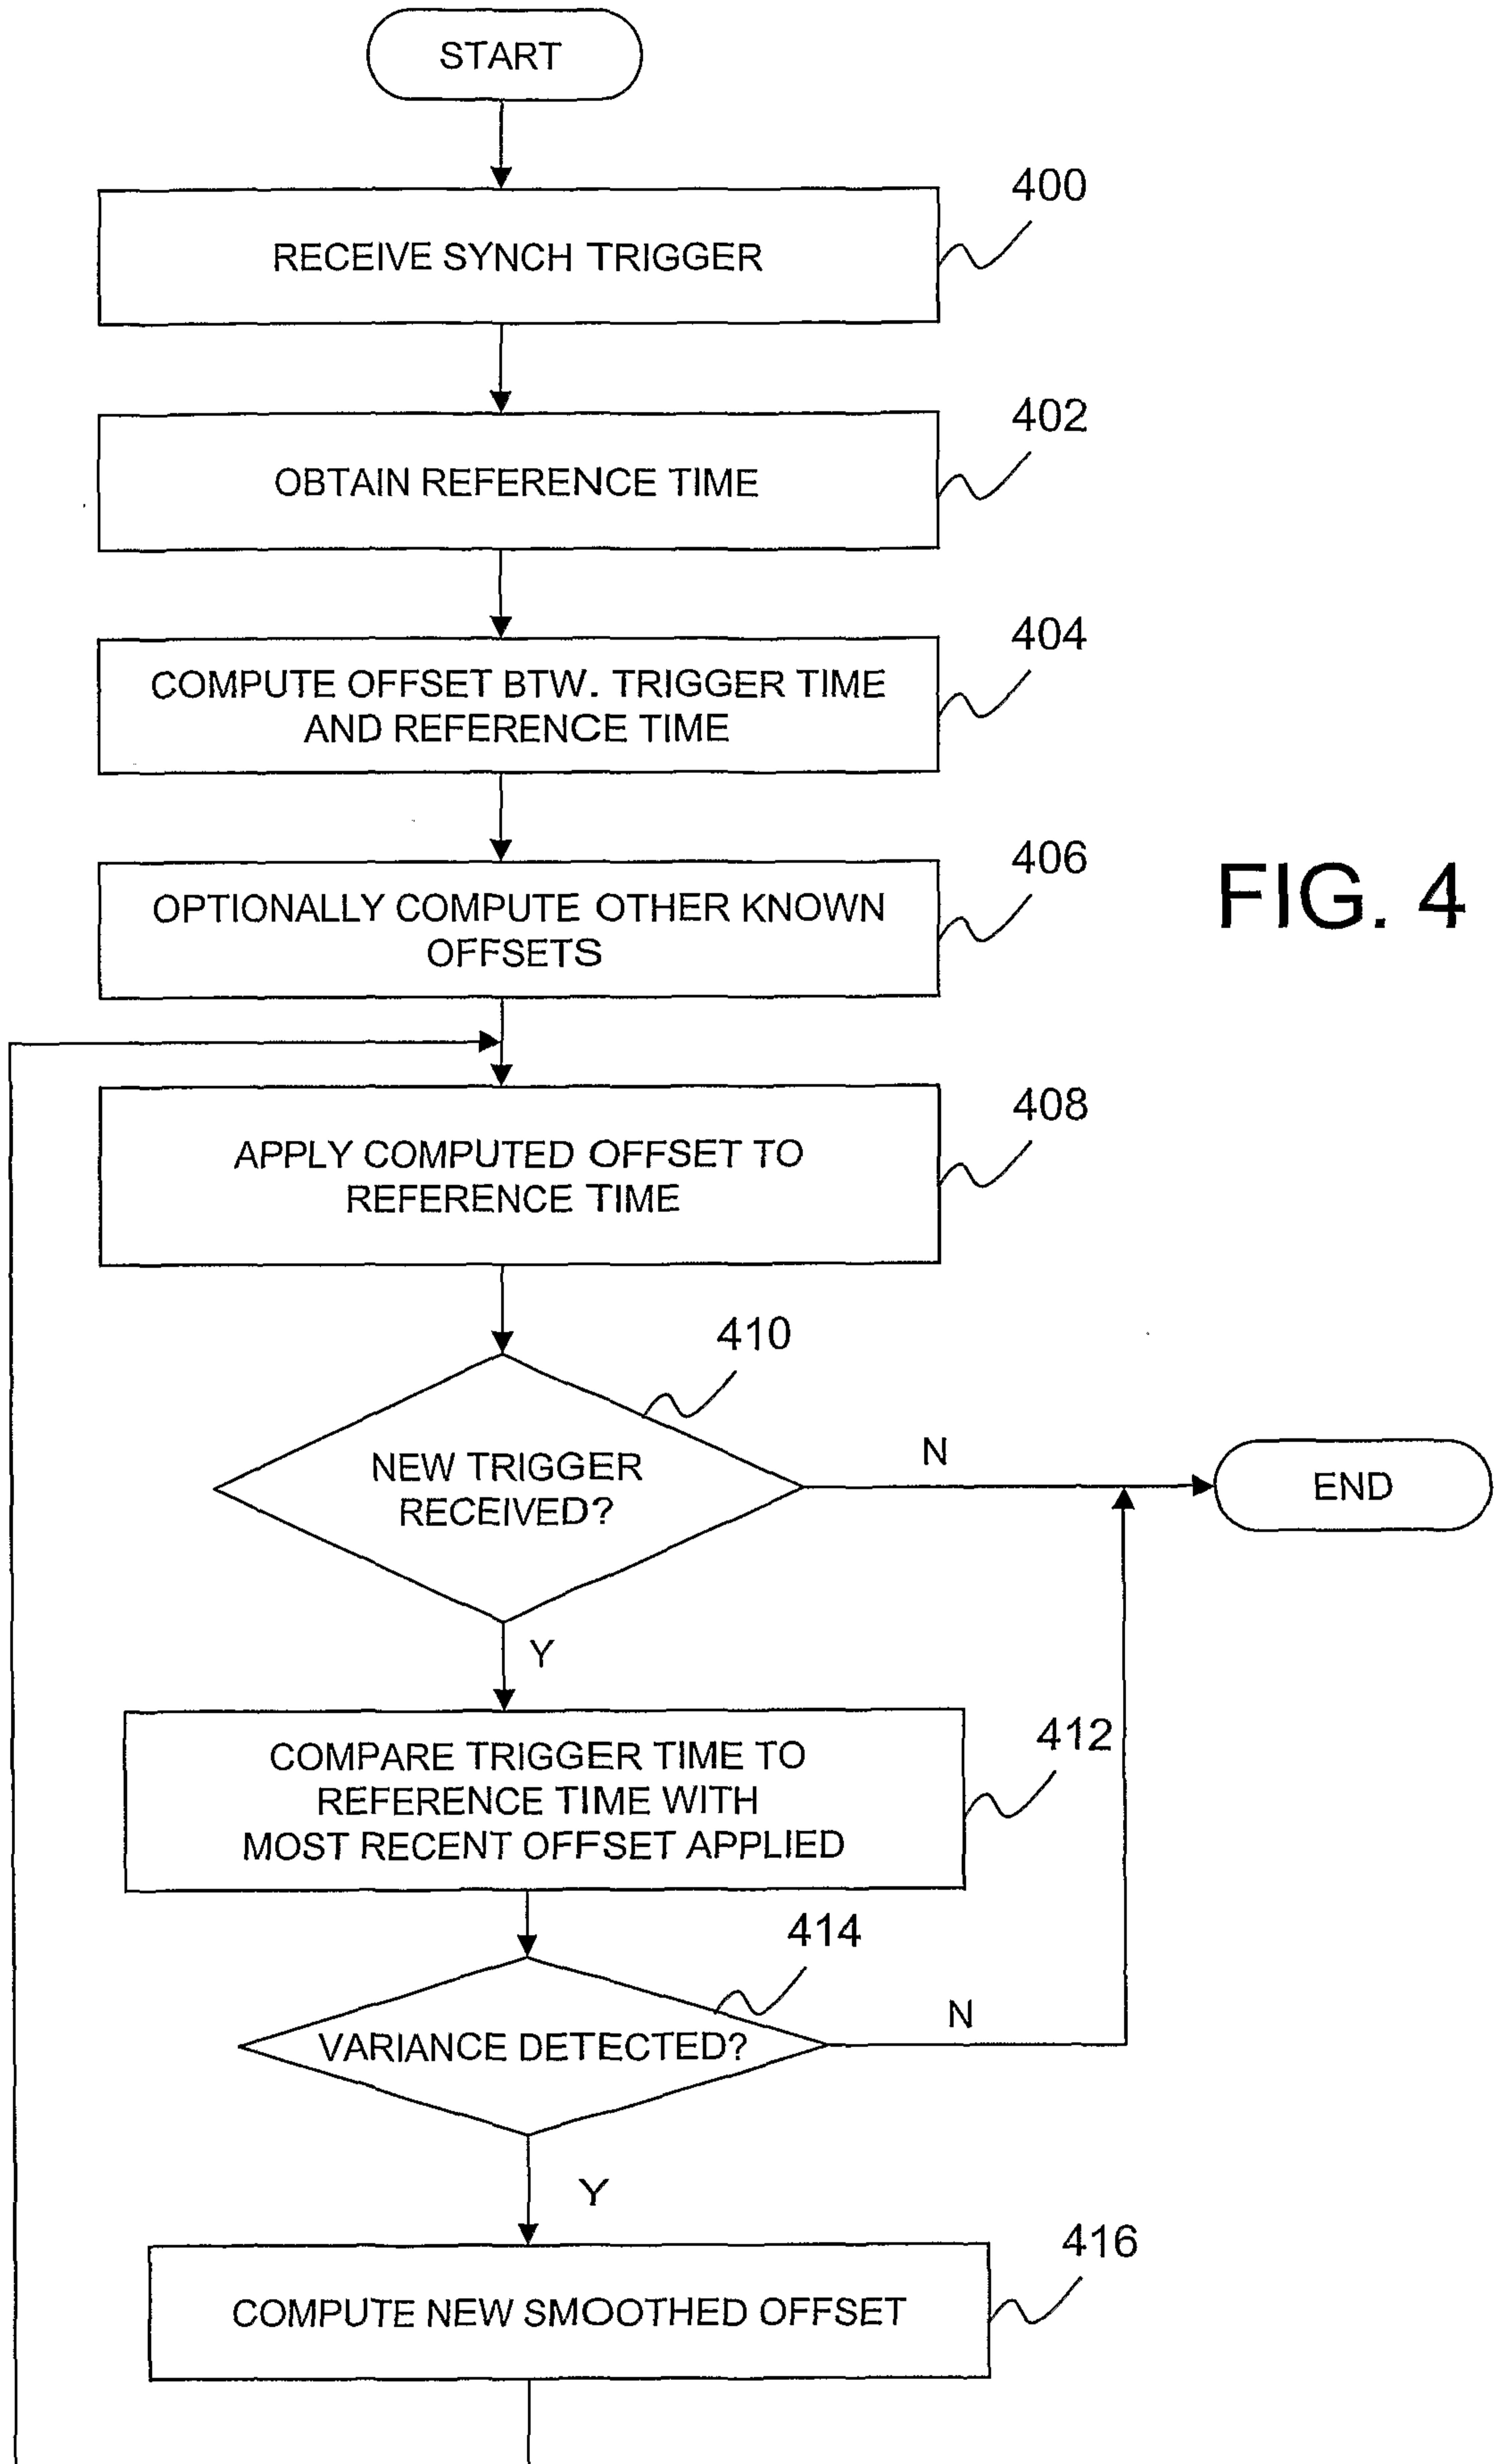 START
400
RECEIVE SYNCH TRIGGER
402
OBTAIN REFERENCE TIME
404
COMPUTE OFFSET BTW. TRIGGER TIME
AND REFERENCE TIME
406
OPTIONALLY COMPUTE OTHER KNOWN
OFFSETS
FIG. 4
408
APPLY COMPUTED OFFSET TO
REFERENCE TIME
410
NEW TRIGGER
RECEIVED?
N
END
Y
412
COMPARE TRIGGER TIME TO
REFERENCE TIME WITH
MOST RECENT OFFSET APPLIED
414
VARIANCE DETECTED?
N
Y
416
COMPUTE NEW SMOOTHED OFFSET